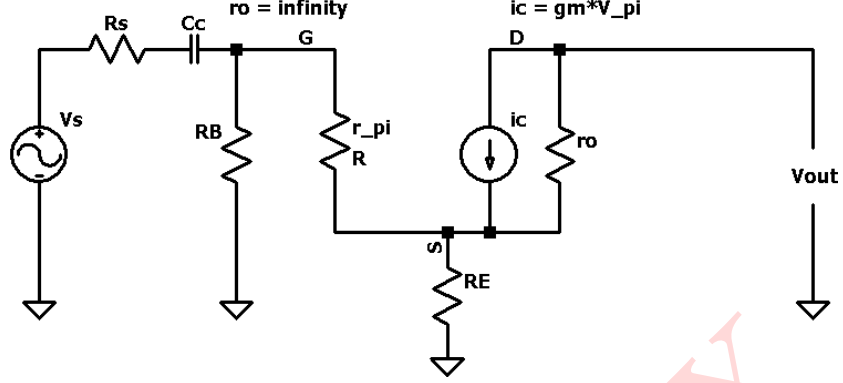 ro = infinity
ic = gm*V_pi
Rs
Cc
G
D
Vs
+
-
RB
r_pi
R
ic
ro
Vout
S
RE
V